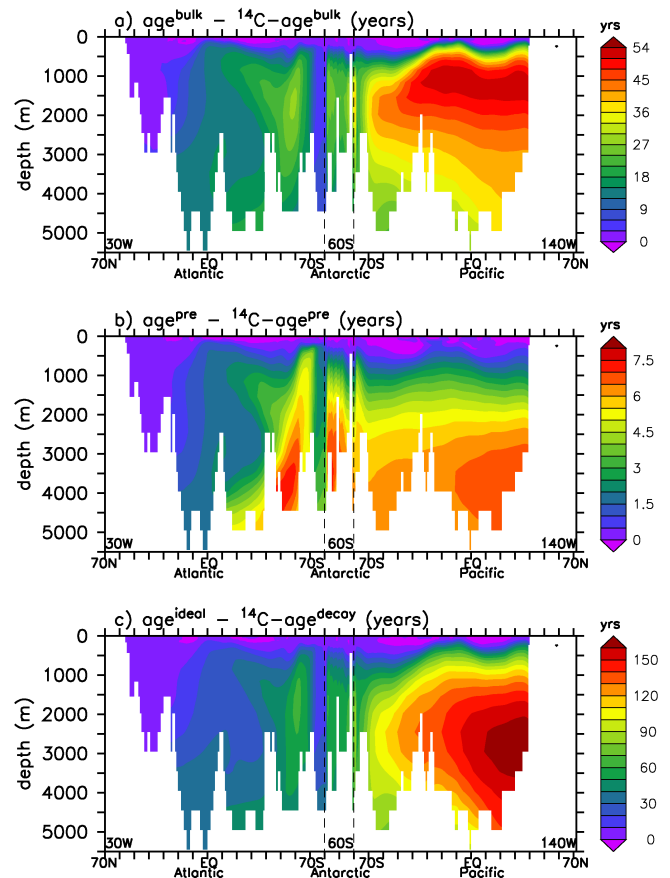 a) age^bulk – ^14C–age^bulk (years)
yrs
0
1000
2000
3000
4000
5000
depth (m)
54
45
36
27
18
9
0
30W
60S
140W
70N
EQ
70S
70S
EQ
70N
Atlantic
Antarctic
Pacific
b) age^pre – ^14C–age^pre (years)
yrs
0
1000
2000
3000
4000
5000
depth (m)
7.5
6
4.5
3
1.5
0
30W
60S
140W
70N
EQ
70S
70S
EQ
70N
Atlantic
Antarctic
Pacific
c) age^ideal – ^14C–age^decay (years)
yrs
0
1000
2000
3000
4000
5000
depth (m)
150
120
90
60
30
0
30W
60S
140W
70N
EQ
70S
70S
EQ
70N
Atlantic
Antarctic
Pacific